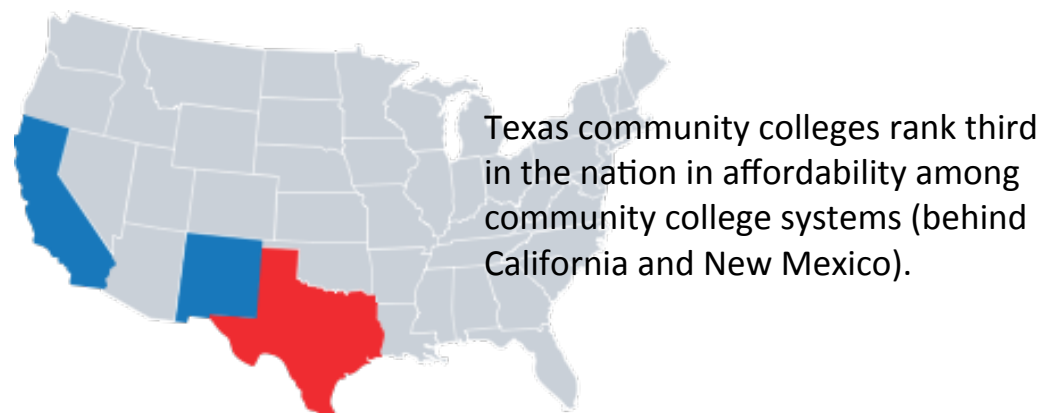 Texas community colleges rank third
in the nation in affordability among
community college systems (behind
California and New Mexico).